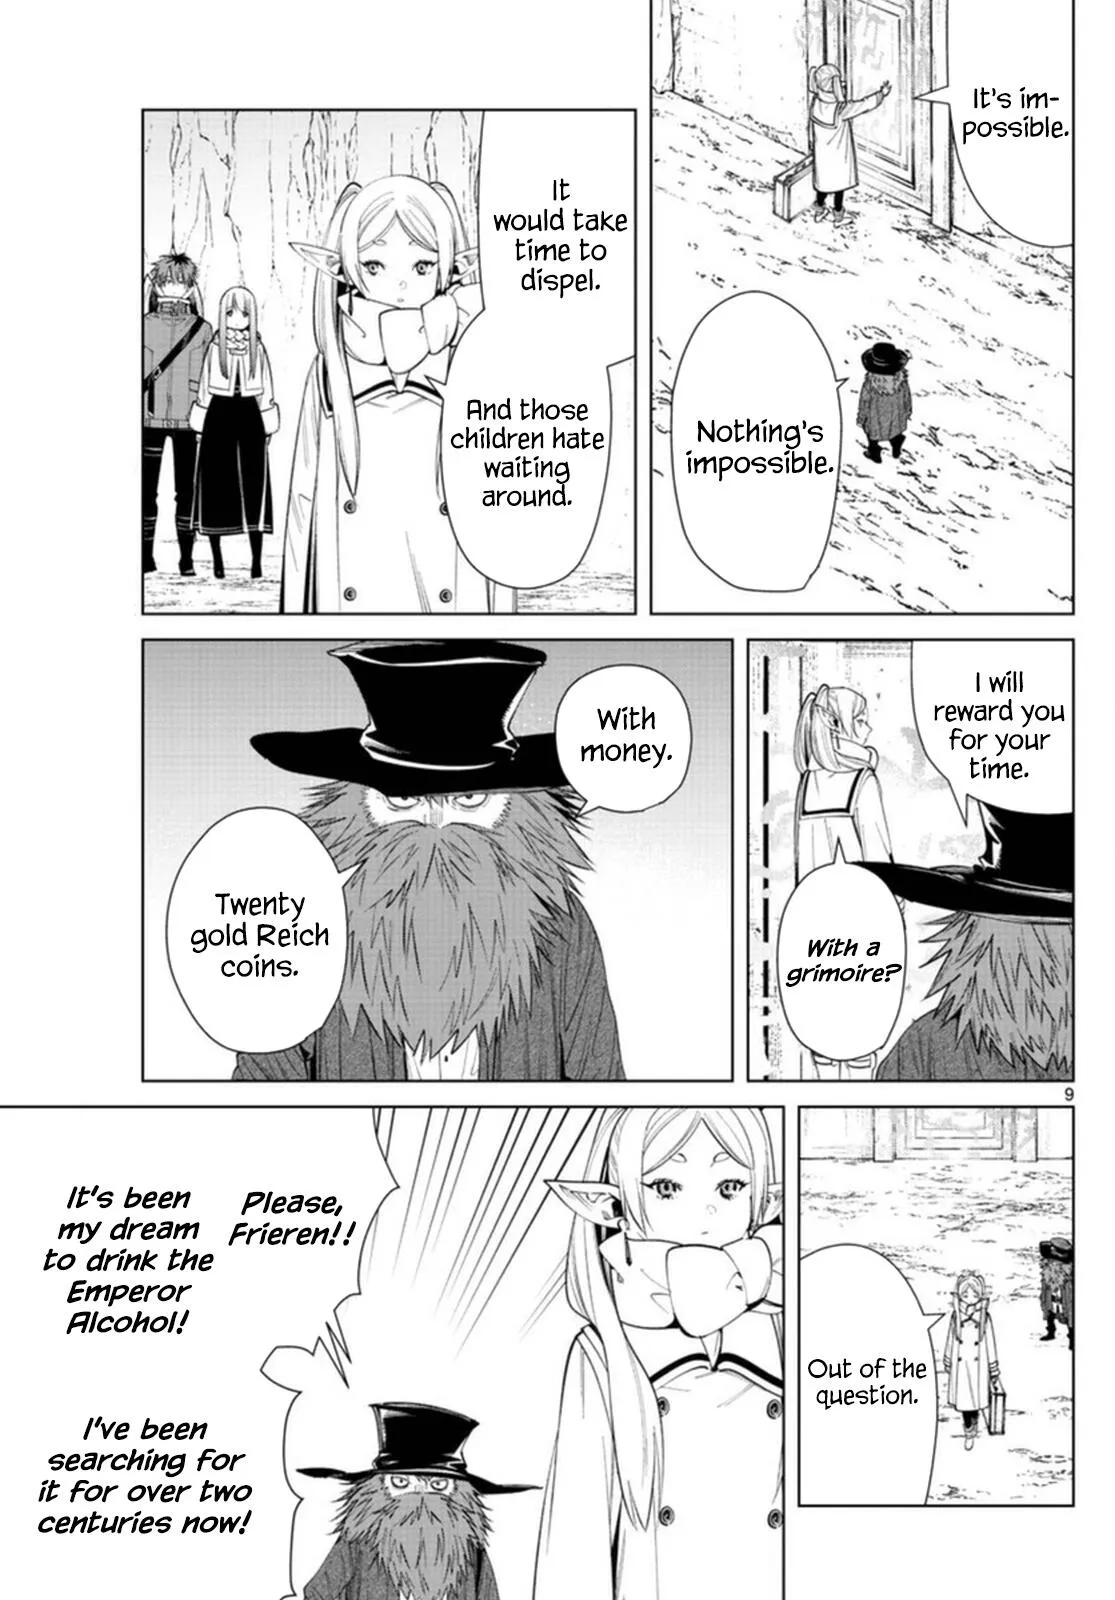 It's im-
possible.
Nothing's
impossible.
It
would take
time to
dispel.
And those
children hate
waiting
around.
I will
reward you
for your
time.
With a
grimoire?
With
money.
Twenty
gold Reich
coins.
9
Out of the
question.
Please,
Frieren!!
It's been
my dream
to drink the
Emperor
Alcohol!
I've been
searching for
it for over two
centuries now!